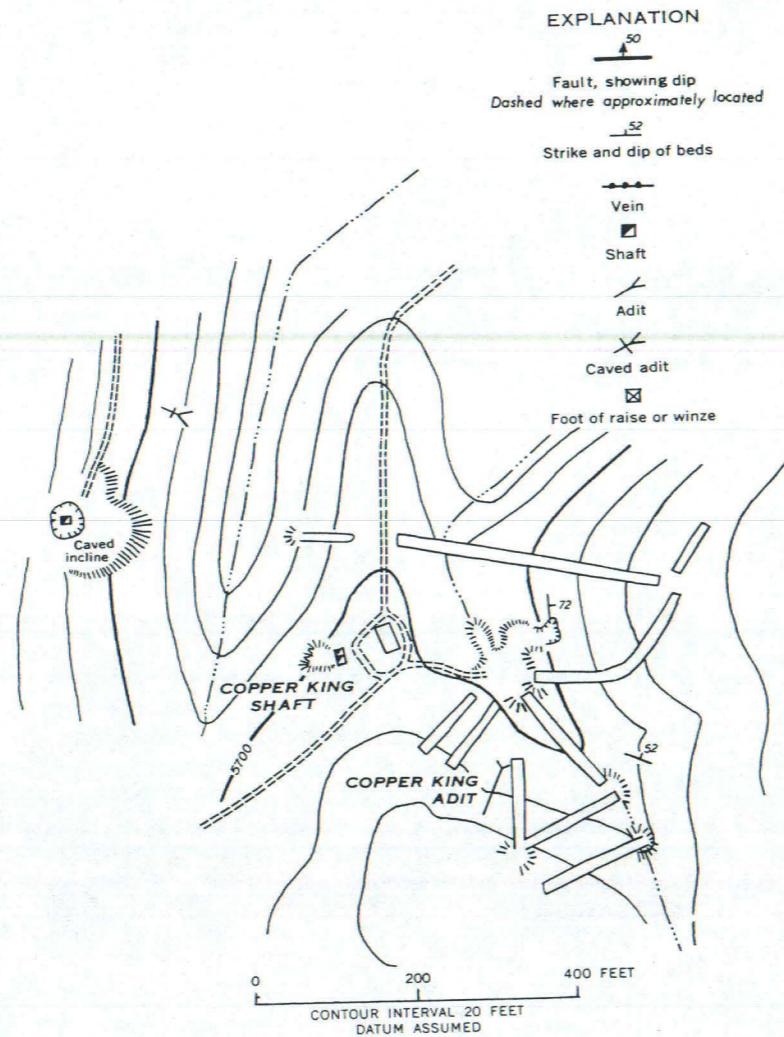 EXPLANATION
50
Fault, showing dip
Dashed where approximately located
52
Strike and dip of beds
Vein
Shaft
Adit
Caved adit
Foot of raise or winze
Caved
incline
72
COPPER KING
SHAFT
5700
52
COPPER KING
ADIT
0 200 400 FEET
CONTOUR INTERVAL 20 FEET
DATUM ASSUMED